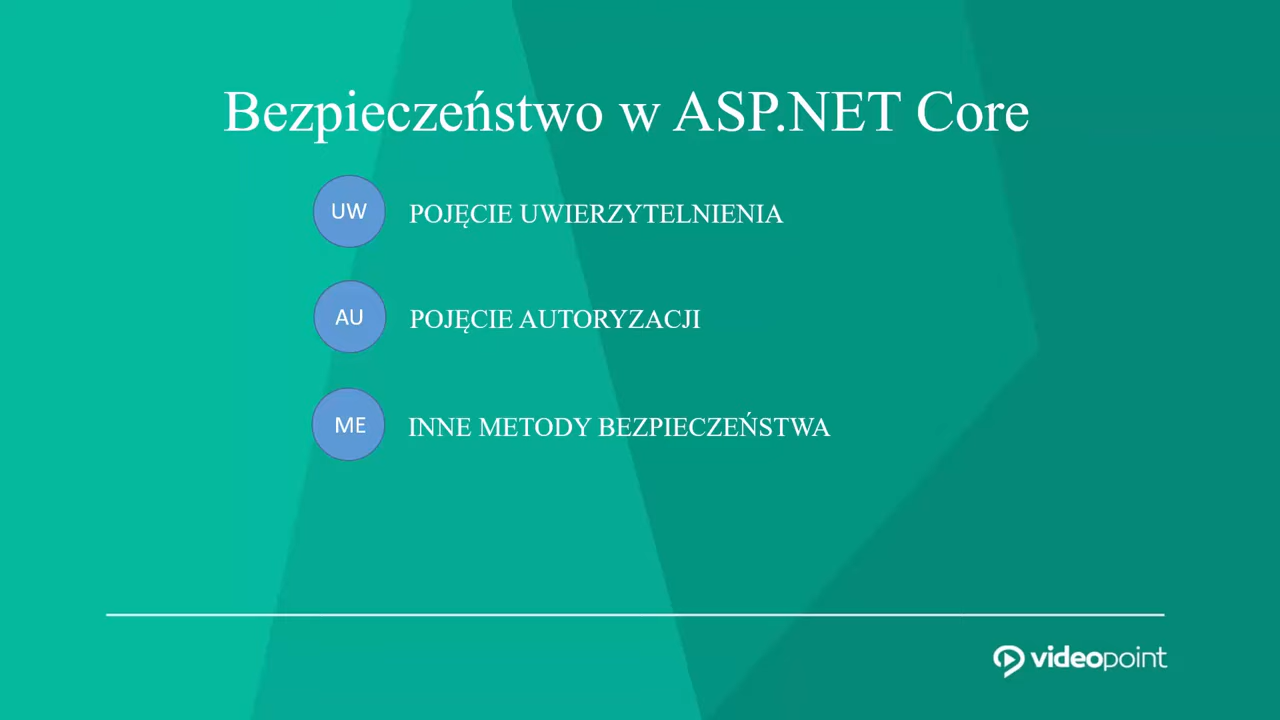 Bezpieczeństwo w ASP.NET Core
UW POJĘCIE UWIERZYTELNIENIA
AU POJĘCIE AUTORYZACJI
ME INNE METODY BEZPIECZEŃSTWA
videopoint